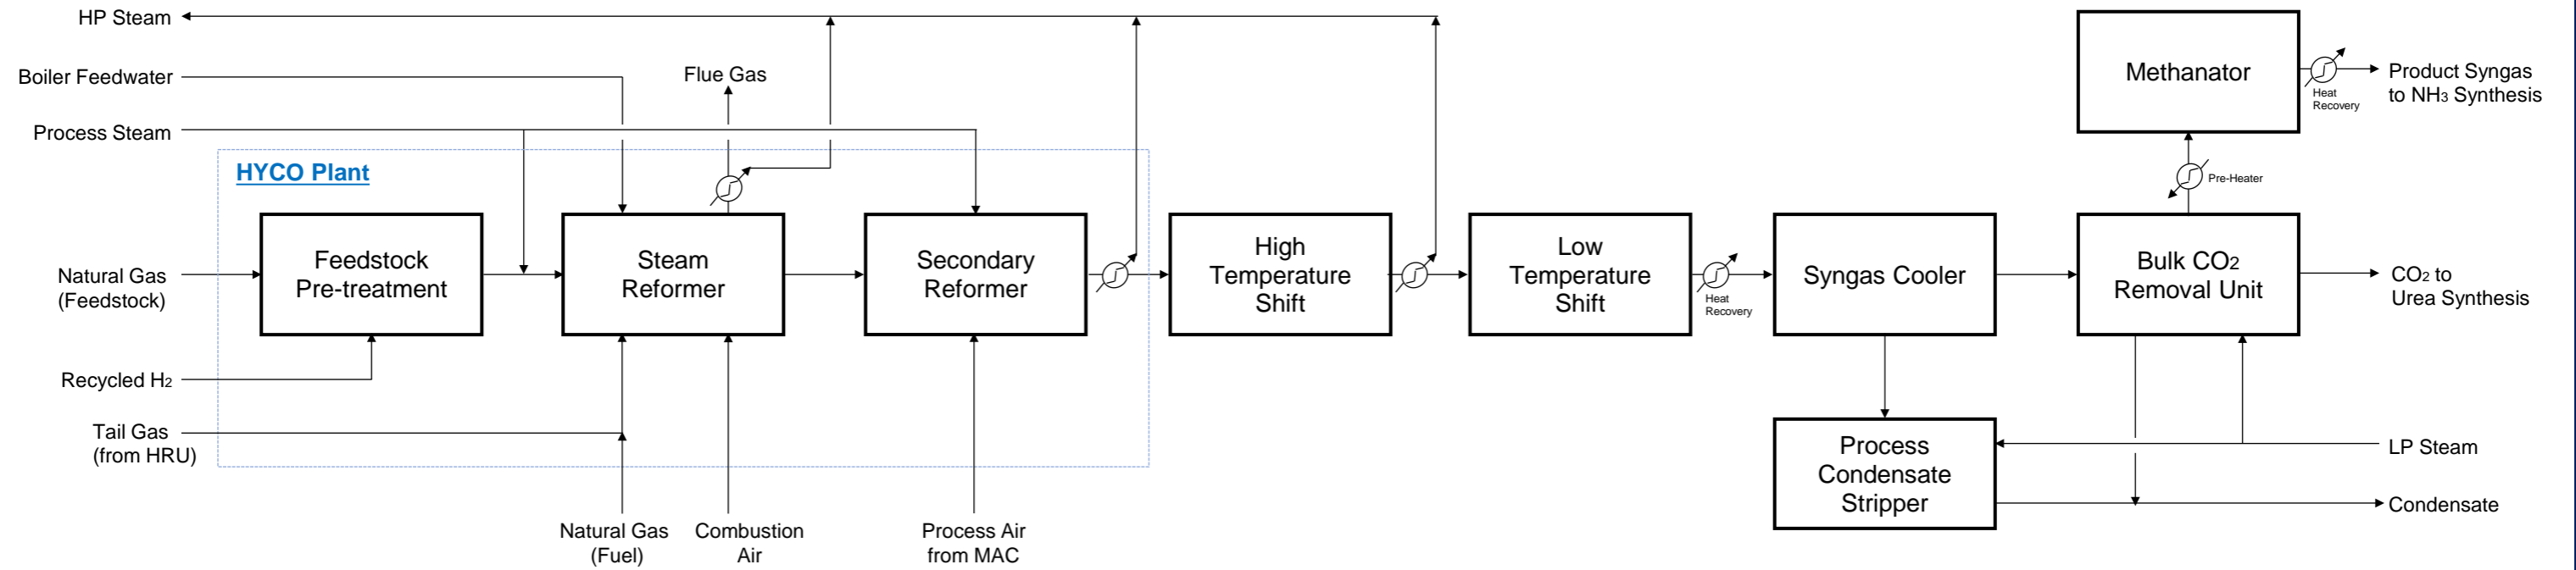 HP Steam
Boiler Feedwater
Process Steam
Flue Gas
HYCO Plant
Natural Gas
(Feedstock)
Feedstock
Pre-treatment
Steam
Reformer
Secondary
Reformer
High
Temperature
Shift
Low
Temperature
Shift
Heat
Recovery
Syngas Cooler
Bulk CO2
Removal Unit
CO2 to
Urea Synthesis
Pre-Heater
Methanator
Heat
Recovery
Product Syngas
to NH3 Synthesis
Recycled H2
Tail Gas
(from HRU)
Natural Gas
(Fuel)
Combustion
Air
Process Air
from MAC
Process
Condensate
Stripper
LP Steam
Condensate